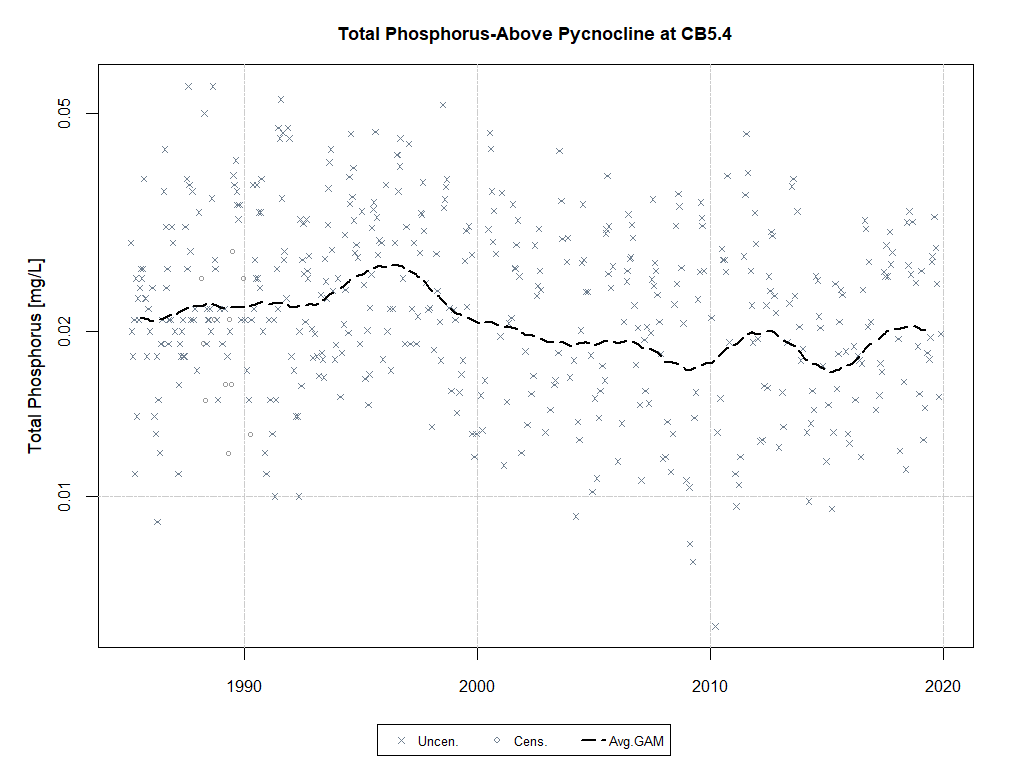 Total Phosphorus-Above Pycnocline at CB5.4
Total Phosphorus [mg/L]
0.05
0.02
0.01
1990 2000 2010 2020
Uncen. Cens. Avg.GAM